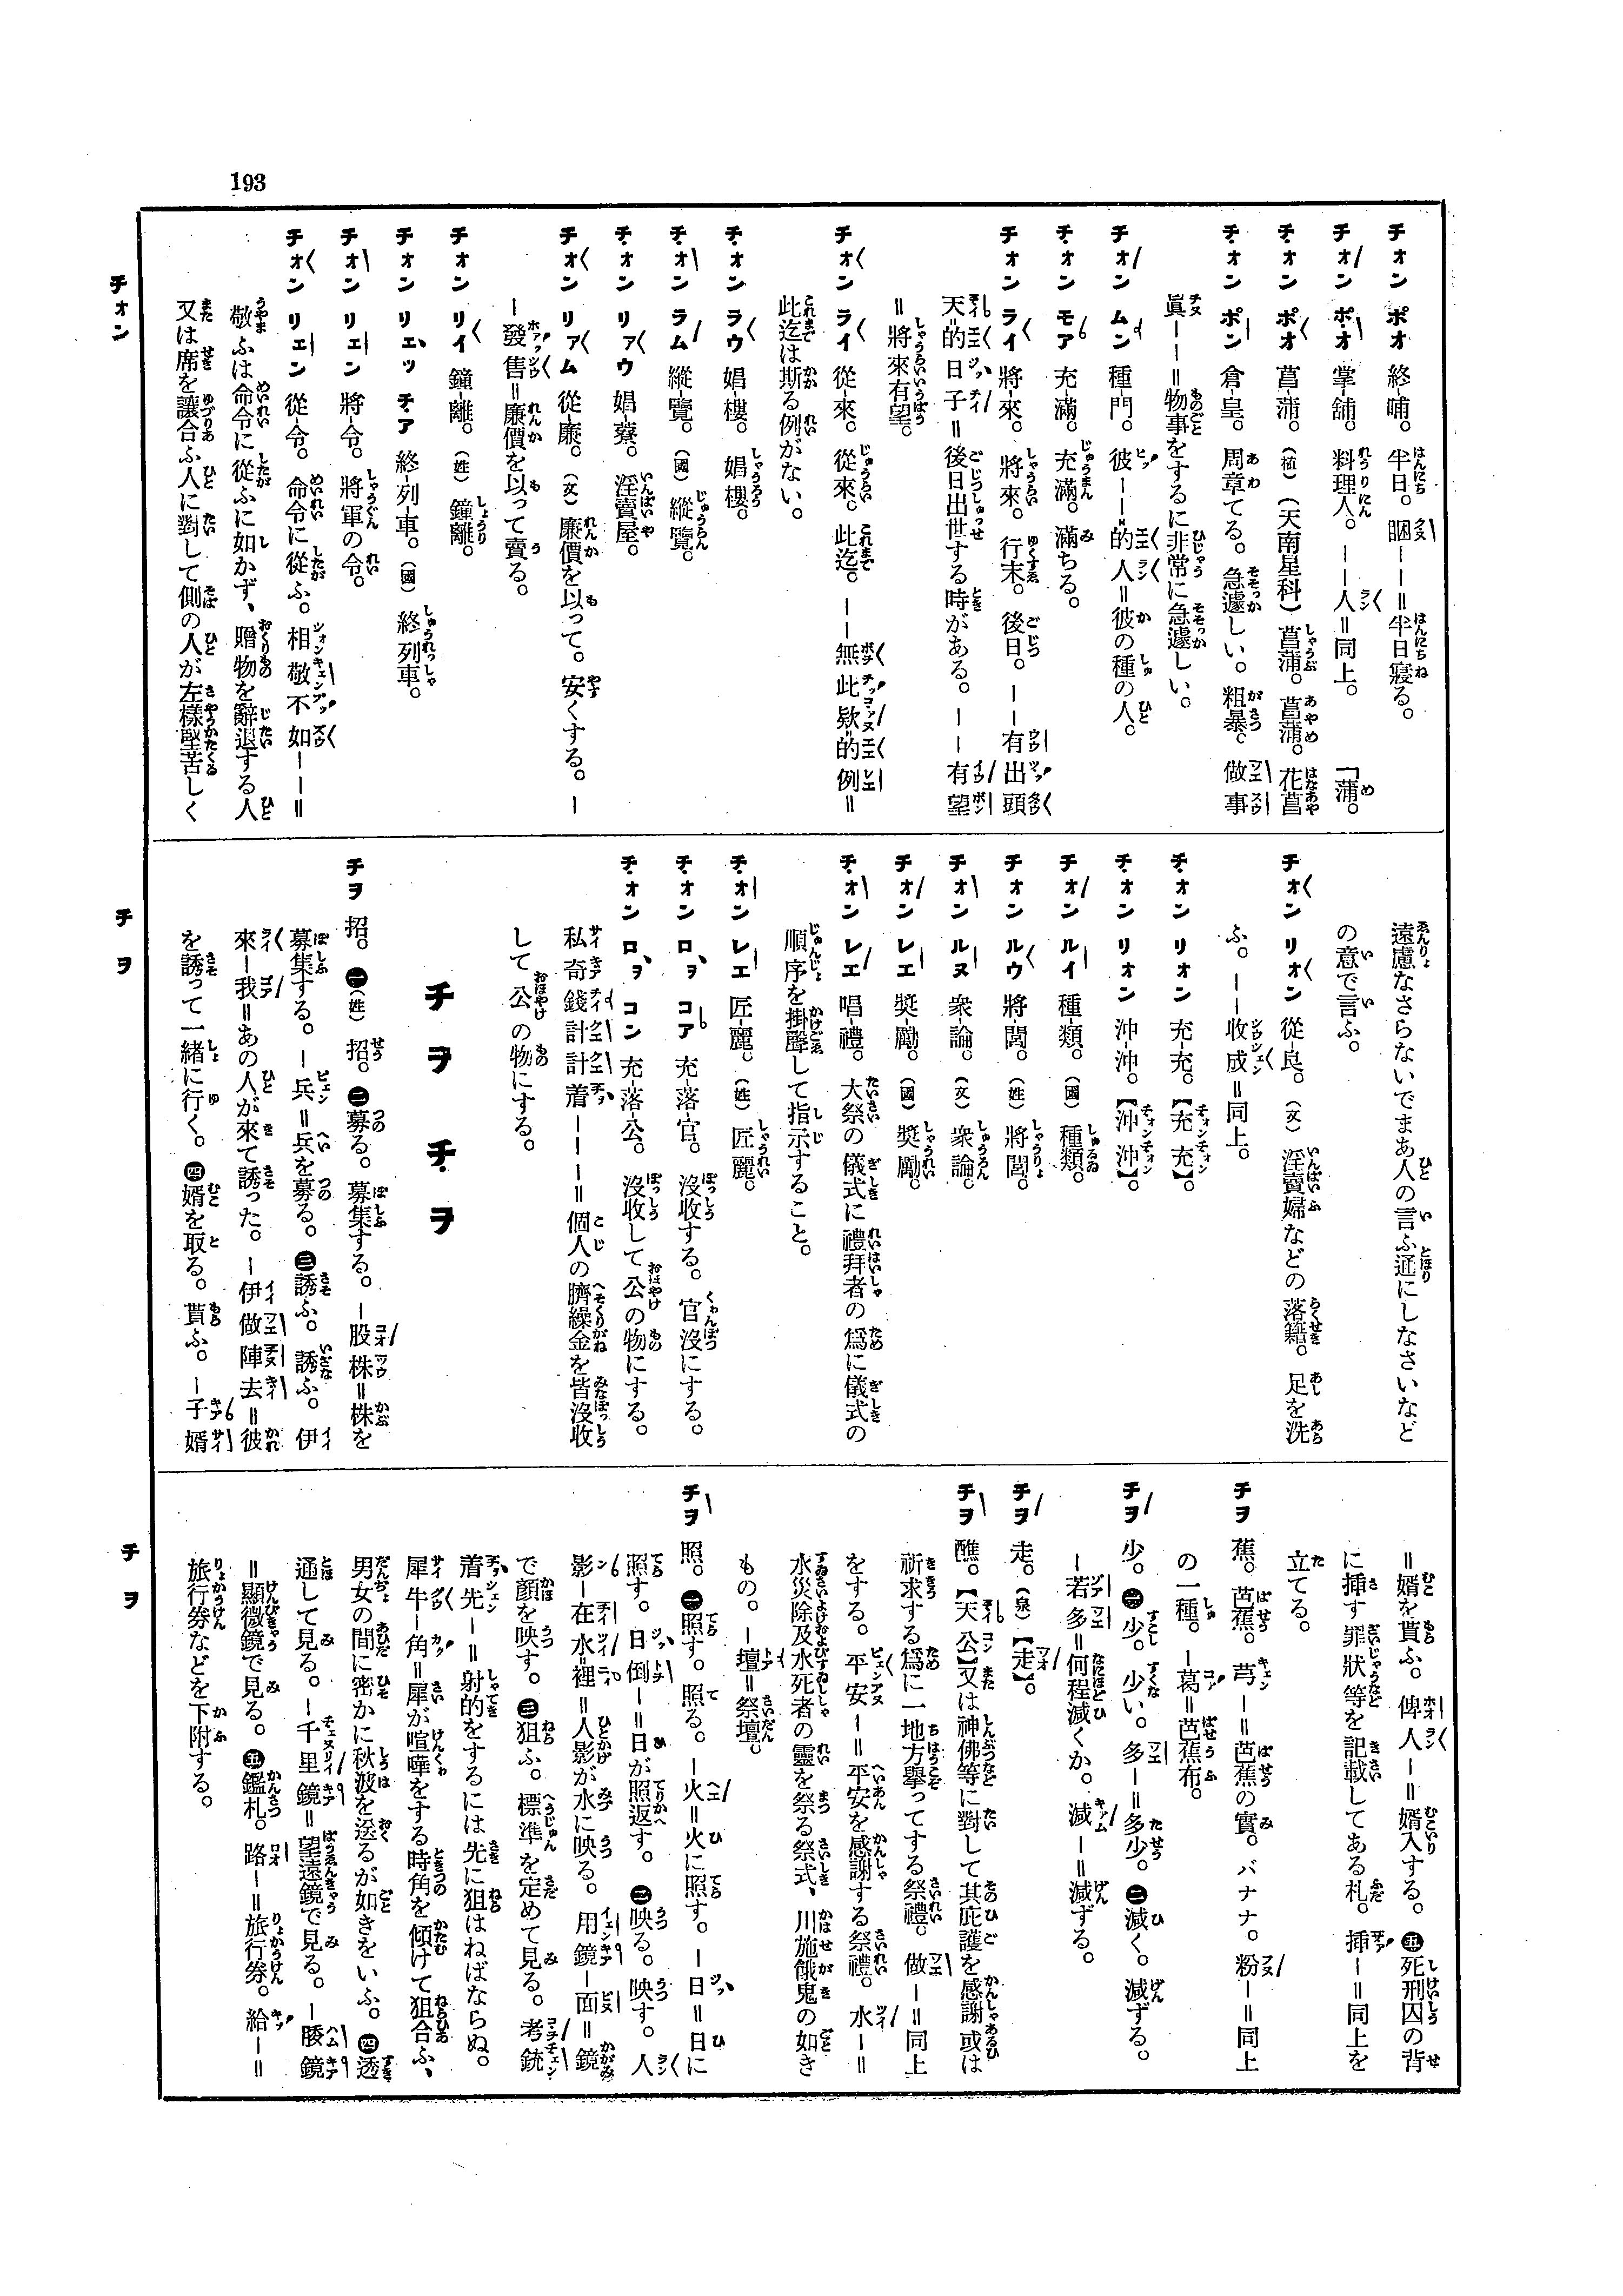 193
チオン ポオ 終-晡。半日。睏－－＝半日寢る。
チオン ポオ 掌-舖。料理人。－－人＝同上。「蒲。
チオン ポオ 菖-蒲。(植)(天南星科)菖蒲。菖蒲。花菖
チオン ポン 倉-皇。周章てる。急遽しい。粗暴。做事
眞－－＝物事をするに非常に急遽しい。
チオン ムン 種-門。彼－－的人＝彼の種の人。
チオン モア 充-滿。充滿。滿ちる。
チオン ライ 將-來。將來。行末。後日。－－有出頭
天的日子＝後日出世する時がある。－－有望
＝將來有望。
チオン ライ 從-來。從來。此迄。－－無此欵的例＝
此迄は斯る例がない。
チオン ラウ 娼-樓。娼樓。
チオン ラム 縱-覽。(國)縱覽。
チオン リアウ 娼-藔。淫賣屋。
チオン リアム 從-廉。(文)廉價を以って。安くする。－
－發售＝廉價を以って賣る。
チオン リイ 鐘-離。(姓)鐘離。
チオン リエッ チア 終-列-車。(國)終列車。
チオン リエン 將-令。將軍の令。
チオン リエン 從-令。命令に從ふ。相敬不如－－＝
敬ふは命令に從ふに如かず、贈物を辭退する人
又は席を讓合ふ人に對して側の人が左樣堅苦しく
チオン
遠慮なさらないでまあ人の言ふ通にしなさいなど
の意で言ふ。
チオン リオン 從-良。(文)淫賣婦などの落籍。足を洗
ふ。－－收成＝同上。
チオン リオン 充-充。【充充】。
チオン リオン 沖-沖。【沖沖】。
チオン ルイ 種-類。(國)種類。
チオン ルウ 將-閭。(姓)將閭。
チオン ルヌ 衆-論。(文)衆論。
チオン レエ 奬-勵。(國)奬勵。
チオン レエ 唱-禮。大祭の儀式に禮拜者の爲に儀式の
順序を掛聲して指示すること。
チオン レエ 匠-麗。(姓)匠麗。
チオン ロヲ コア 充-落-官。沒收する。官沒にする。
チオン ロヲ コン 充-落-公。沒收して公の物にする。
私奇錢計計着－－－＝個人の臍繰金を皆沒收
して公の物にする。
チヲ チヲ
チヲ 招。㊀(姓)招。㊁募る。募集する。－股株＝株を
募集する。－兵＝兵を募る。㊂誘ふ。誘ふ。伊
來－我＝あの人が來て誘った。－伊做陣去＝彼
を誘って一緒に行く。㊃婿を取る。貰ふ。－子婿
チヲ
＝婿を貰ふ。俾人－＝婿入する。㊄死刑囚の背
に挿す罪狀等を記載してある札。挿－＝同上を
立てる。
チヲ 蕉。芭蕉。芎－＝芭蕉の實。バナナ。粉－＝同上
の一種。－葛＝芭蕉布。
チヲ 少。㊀少。少い。多－＝多少。㊁減く。減ずる。
－若多＝何程減くか。減－＝減ずる。
チヲ 走。(泉)【走】。
チヲ 醮。【天公】又は神佛等に對して其庇護を感謝或は
祈求する爲に一地方擧ってする祭禮。做－＝同上
をする。平安－＝平安を感謝する祭禮。水－＝
水災除及水死者の靈を祭る祭式、川施餓鬼の如き
もの。－壇＝祭壇。
チヲ 照。㊀照す。照る。－火＝火に照す。－日＝日に
照す。日倒－＝日が照返す。㊁映る。映す。人
影－在水裡＝人影が水に映る。用鏡－面＝鏡
で顏を映す。㊂狙ふ。標準を定めて見る。考銃
着先－＝射的をするには先に狙はねばならぬ。
犀牛－角＝犀が喧嘩をする時角を傾けて狙合ふ、
男女の間に密かに秋波を送るが如きをいふ。㊃透
通して見る。－千里鏡＝望遠鏡で見る。－鏡
＝顯微鏡で見る。㊄鑑札。路－＝旅行券。給－＝
旅行券などを下附する。
チヲ